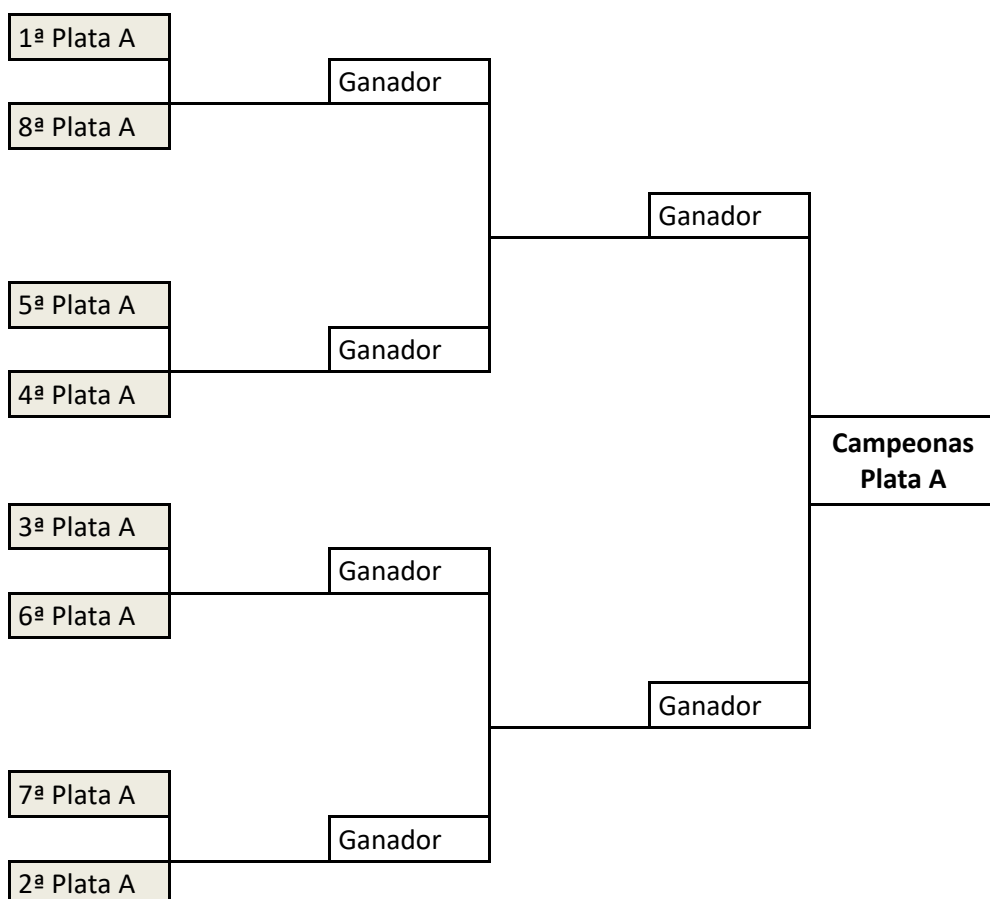 1ª Plata A
Ganador
8ª Plata A
Ganador
5ª Plata A
Ganador
4ª Plata A
Campeonas
Plata A
3ª Plata A
Ganador
6ª Plata A
Ganador
7ª Plata A
Ganador
2ª Plata A